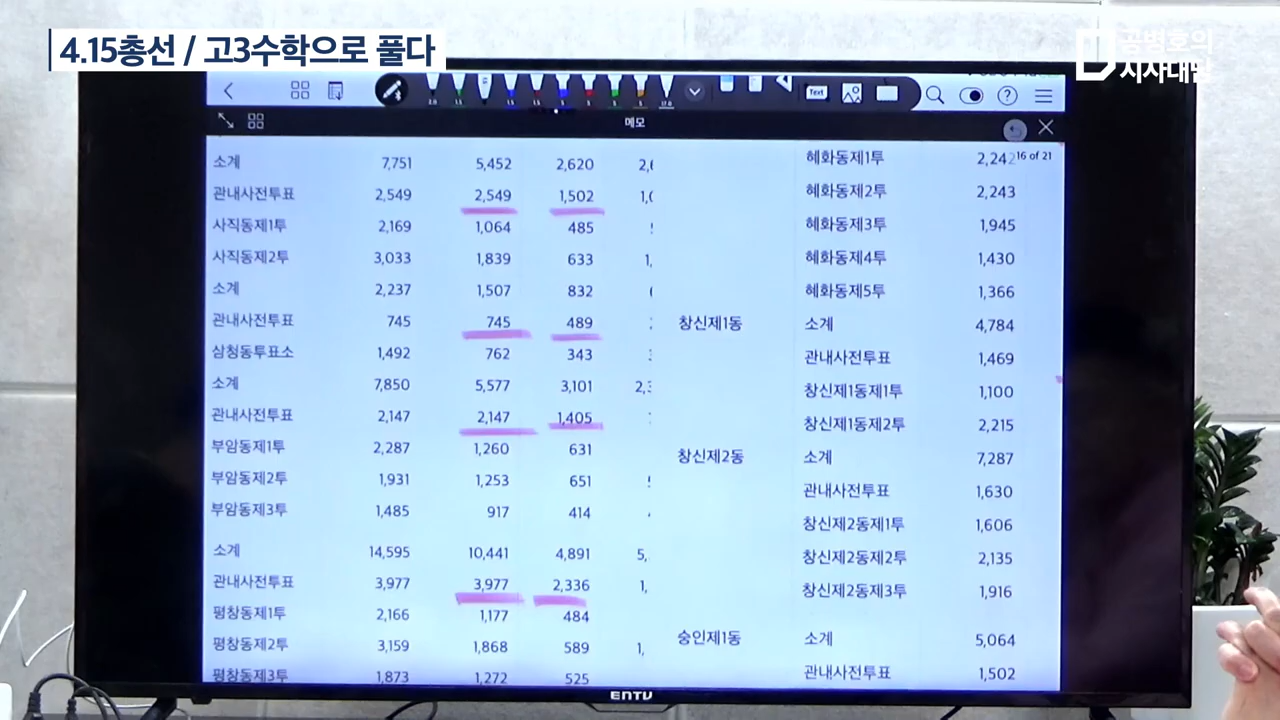 4.15총선 / 고3수학으로 풀다
공병호의
시사대담
2.0 1.5 1.5 1.5 5 5 5 5 17.0
Text
메모
16 of 21
소계 7,751 5,452 2,620
관내사전투표 2,549 2,549 1,502
사직동제1투 2,169 1,064 485
사직동제2투 3,033 1,839 633
소계 2,237 1,507 832
관내사전투표 745 745 489
삼청동투표소 1,492 762 343
소계 7,850 5,577 3,101
관내사전투표 2,147 2,147 1,405
부암동제1투 2,287 1,260 631
부암동제2투 1,931 1,253 651
부암동제3투 1,485 917 414
소계 14,595 10,441 4,891
관내사전투표 3,977 3,977 2,336
평창동제1투 2,166 1,177 484
평창동제2투 3,159 1,868 589
평창동제3투 1,873 1,272 525
혜화동제1투 2,242
혜화동제2투 2,243
혜화동제3투 1,945
혜화동제4투 1,430
혜화동제5투 1,366
창신제1동 소계 4,784
관내사전투표 1,469
창신제1동제1투 1,100
창신제1동제2투 2,215
창신제2동 소계 7,287
관내사전투표 1,630
창신제2동제1투 1,606
창신제2동제2투 2,135
창신제2동제3투 1,916
숭인제1동 소계 5,064
관내사전투표 1,502
ENTV